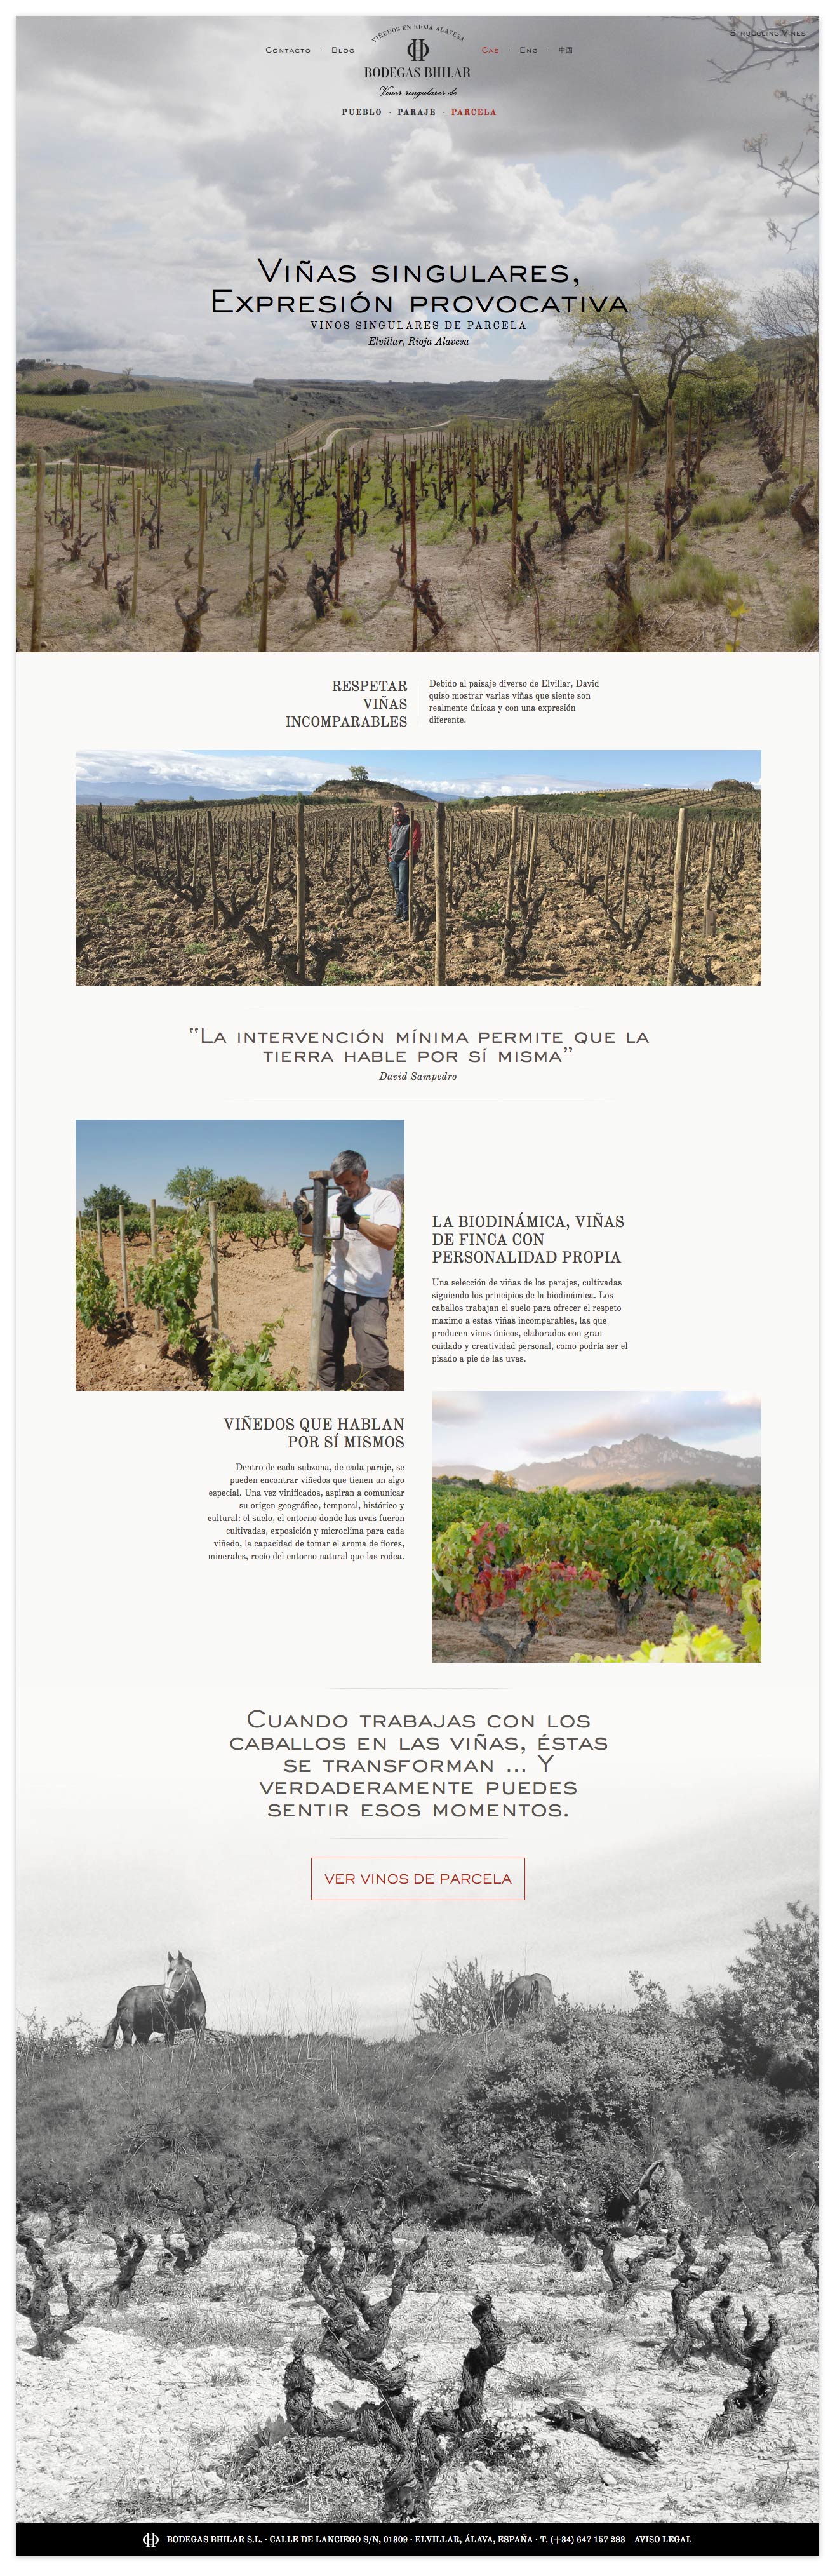 VIÑEDOS EN RIOJA ALAVESA
Contacto · Blog
Cas · Eng · 中国
Struggling Vines
BODEGAS BHILAR
Vinos singulares de
PUEBLO · PARAJE · PARCELA
Viñas singulares,
Expresión provocativa
VINOS SINGULARES DE PARCELA
Elvillar, Rioja Alavesa
RESPETAR
VIÑAS
INCOMPARABLES
Debido al paisaje diverso de Elvillar, David
quiso mostrar varias viñas que siente son
realmente únicas y con una expresión
diferente.
“La intervención mínima permite que la
tierra hable por sí misma”
David Sampedro
LA BIODINÁMICA, VIÑAS
DE FINCA CON
PERSONALIDAD PROPIA
Una selección de viñas de los parajes, cultivadas
siguiendo los principios de la biodinámica. Los
caballos trabajan el suelo para ofrecer el respeto
maximo a estas viñas incomparables, las que
producen vinos únicos, elaborados con gran
cuidado y creatividad personal, como podría ser el
pisado a pie de las uvas.
VIÑEDOS QUE HABLAN
POR SÍ MISMOS
Dentro de cada subzona, de cada paraje, se
pueden encontrar viñedos que tienen un algo
especial. Una vez vinificados, aspiran a comunicar
su origen geográfico, temporal, histórico y
cultural: el suelo, el entorno donde las uvas fueron
cultivadas, exposición y microclima para cada
viñedo, la capacidad de tomar el aroma de flores,
minerales, rocío del entorno natural que las rodea.
Cuando trabajas con los
caballos en las viñas, éstas
se transforman ... Y
verdaderamente puedes
sentir esos momentos.
VER VINOS DE PARCELA
BODEGAS BHILAR S.L. · CALLE DE LANCIEGO S/N, 01309 · ELVILLAR, ÁLAVA, ESPAÑA · T. (+34) 647 157 283 AVISO LEGAL